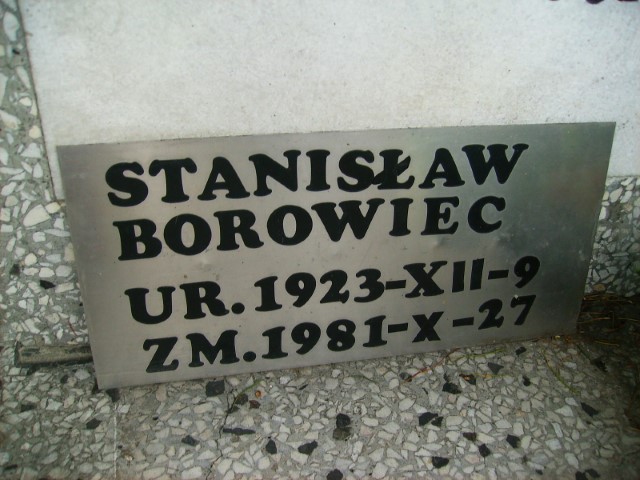 STANISŁAW
BOROWIEC
UR. 1923-XII-9
ZM. 1981-X-27